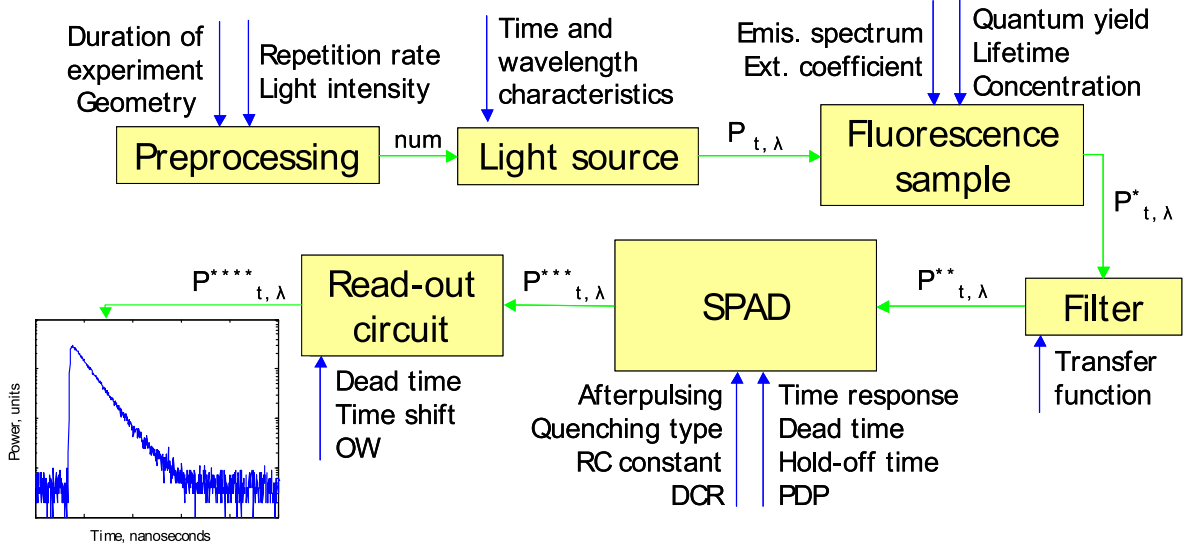 Duration of
experiment
Geometry
Repetition rate
Light intensity
Time and
wavelength
characteristics
Emis. spectrum
Ext. coefficient
Quantum yield
Lifetime
Concentration
Preprocessing
num
Light source
P t, λ
Fluorescence
sample
P* t, λ
P**** t, λ
Read-out
circuit
P*** t, λ
SPAD
P** t, λ
Filter
Dead time
Time shift
OW
Afterpulsing
Quenching type
RC constant
DCR
Time response
Dead time
Hold-off time
PDP
Transfer
function
Power, units
Time, nanoseconds